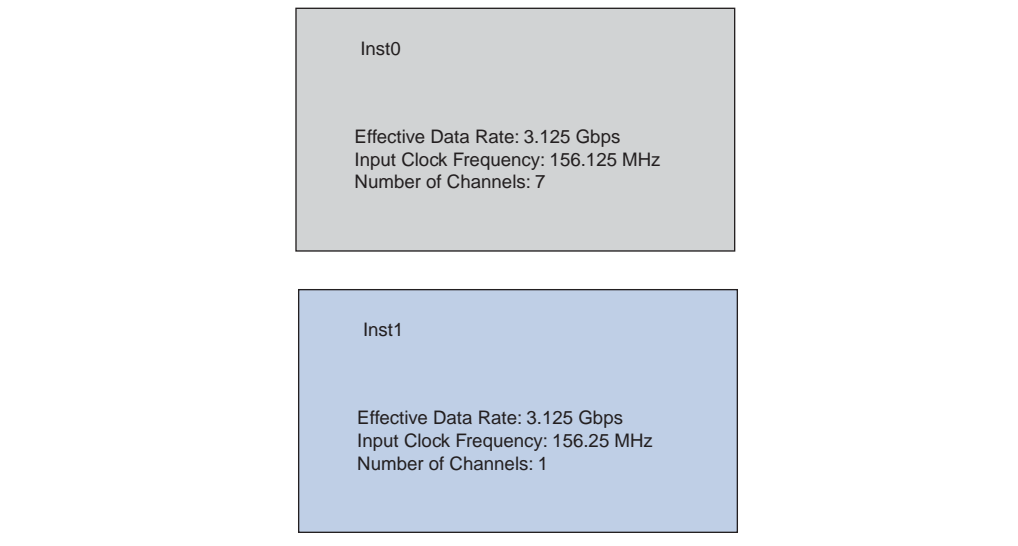 Inst0
Effective Data Rate: 3.125 Gbps
Input Clock Frequency: 156.125 MHz
Number of Channels: 7
Inst1
Effective Data Rate: 3.125 Gbps
Input Clock Frequency: 156.25 MHz
Number of Channels: 1